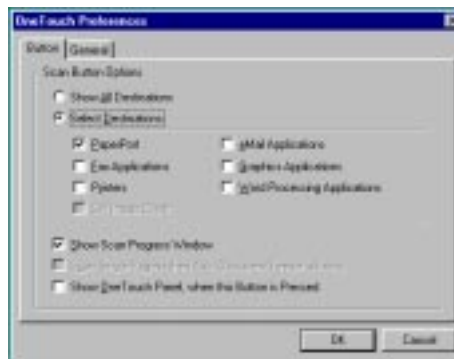 OneTouch Preferences
Button General
Scan Button Options
Show All Destinations
Select Destinations
PaperPort eMail Applications
Fax Applications Graphics Applications
Printers Word Processing Applications
Show Scan Progress Window
Show OneTouch Panel, when this Button is Pressed
OK Cancel